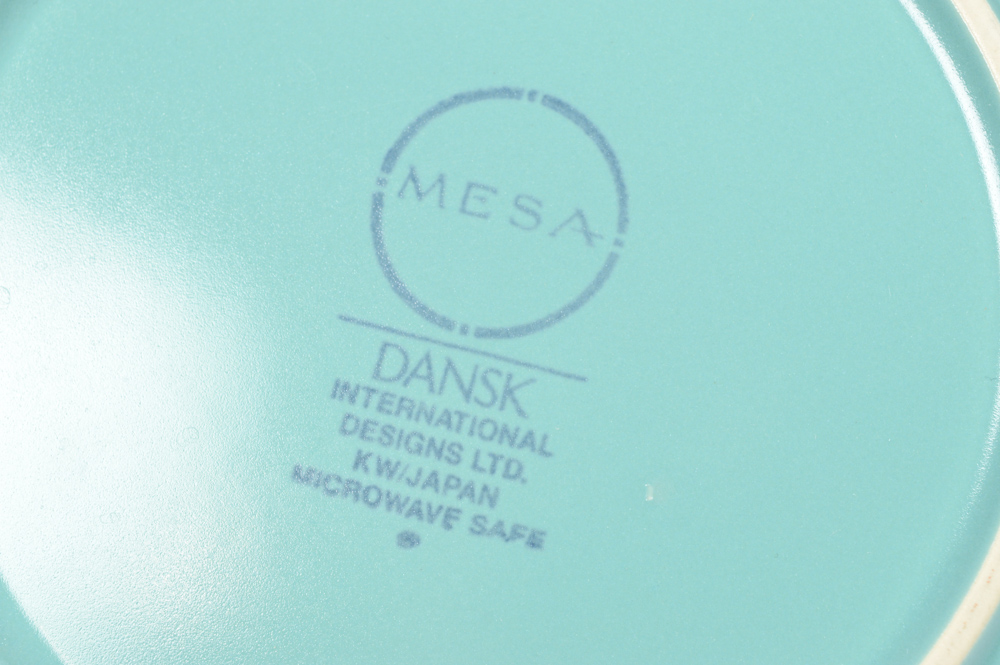 MESA
DANSK
INTERNATIONAL
DESIGNS LTD.
KW/JAPAN
MICROWAVE SAFE
®